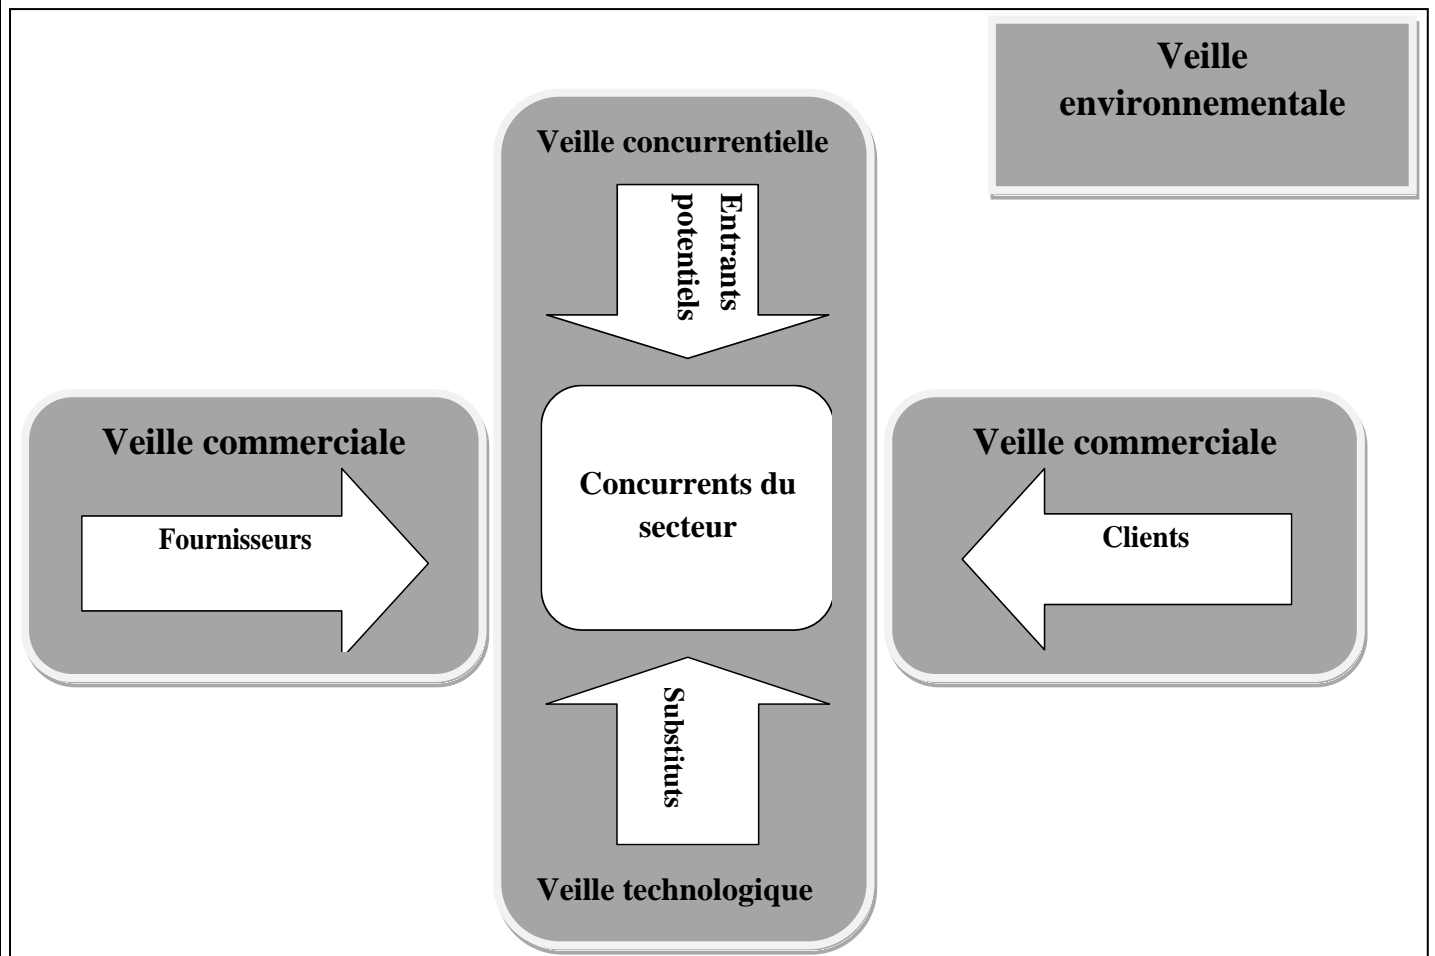 Veille
environnementale
Veille concurrentielle
Entrants
potentiels
Veille commerciale
Fournisseurs
Concurrents du
secteur
Veille commerciale
Clients
Substituts
Veille technologique